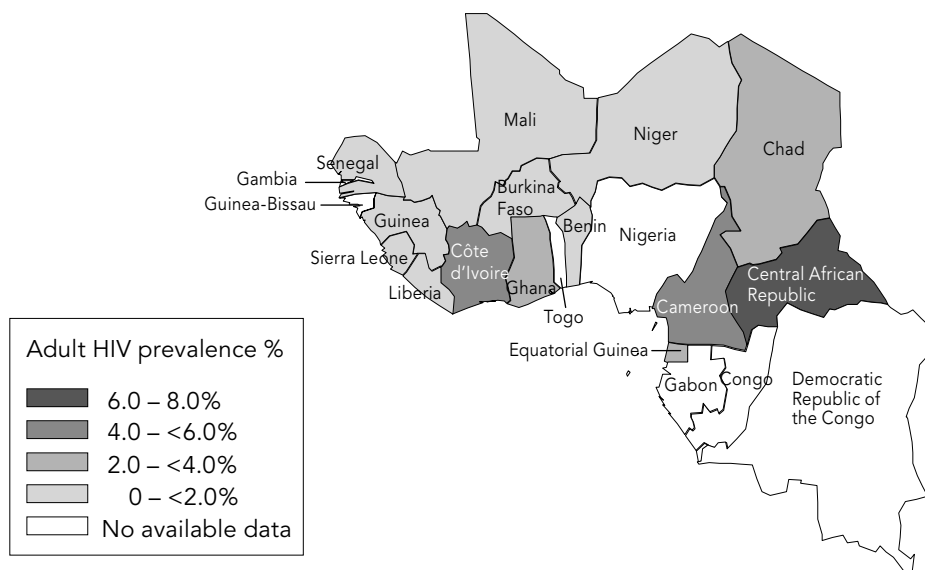 Mali
Niger
Chad
Senegal
Gambia
Guinea-Bissau
Guinea
Burkina
Faso
Benin
Nigeria
Sierra Leone
Côte
d'Ivoire
Liberia
Ghana
Togo
Cameroon
Central African
Republic
Equatorial Guinea
Gabon
Congo
Democratic
Republic of
the Congo
Adult HIV prevalence %
6.0 – 8.0%
4.0 – <6.0%
2.0 – <4.0%
0 – <2.0%
No available data